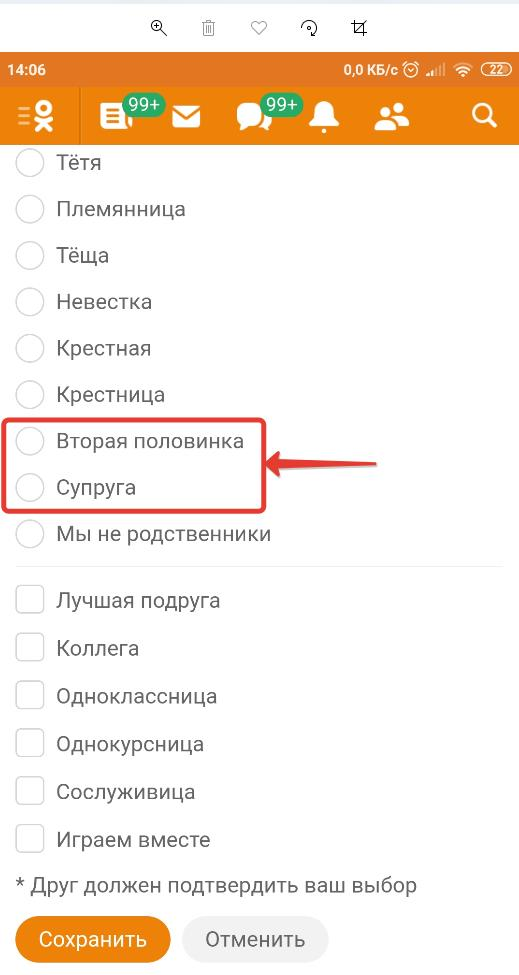 14:06
0,0 КБ/с
22
99+
99+
Тётя
Племянница
Тёща
Невестка
Крестная
Крестница
Вторая половинка
Супруга
Мы не родственники
Лучшая подруга
Коллега
Одноклассница
Однокурсница
Сослуживица
Играем вместе
* Друг должен подтвердить ваш выбор
Сохранить
Отменить